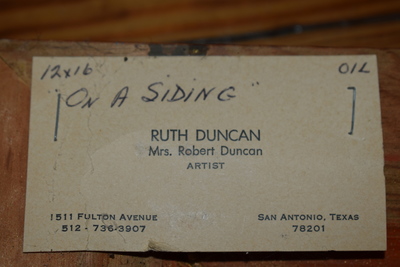 12x16 OIL
"ON A SIDING"
RUTH DUNCAN
Mrs. Robert Duncan
ARTIST
1511 FULTON AVENUE SAN ANTONIO, TEXAS
512 - 736-3907 78201